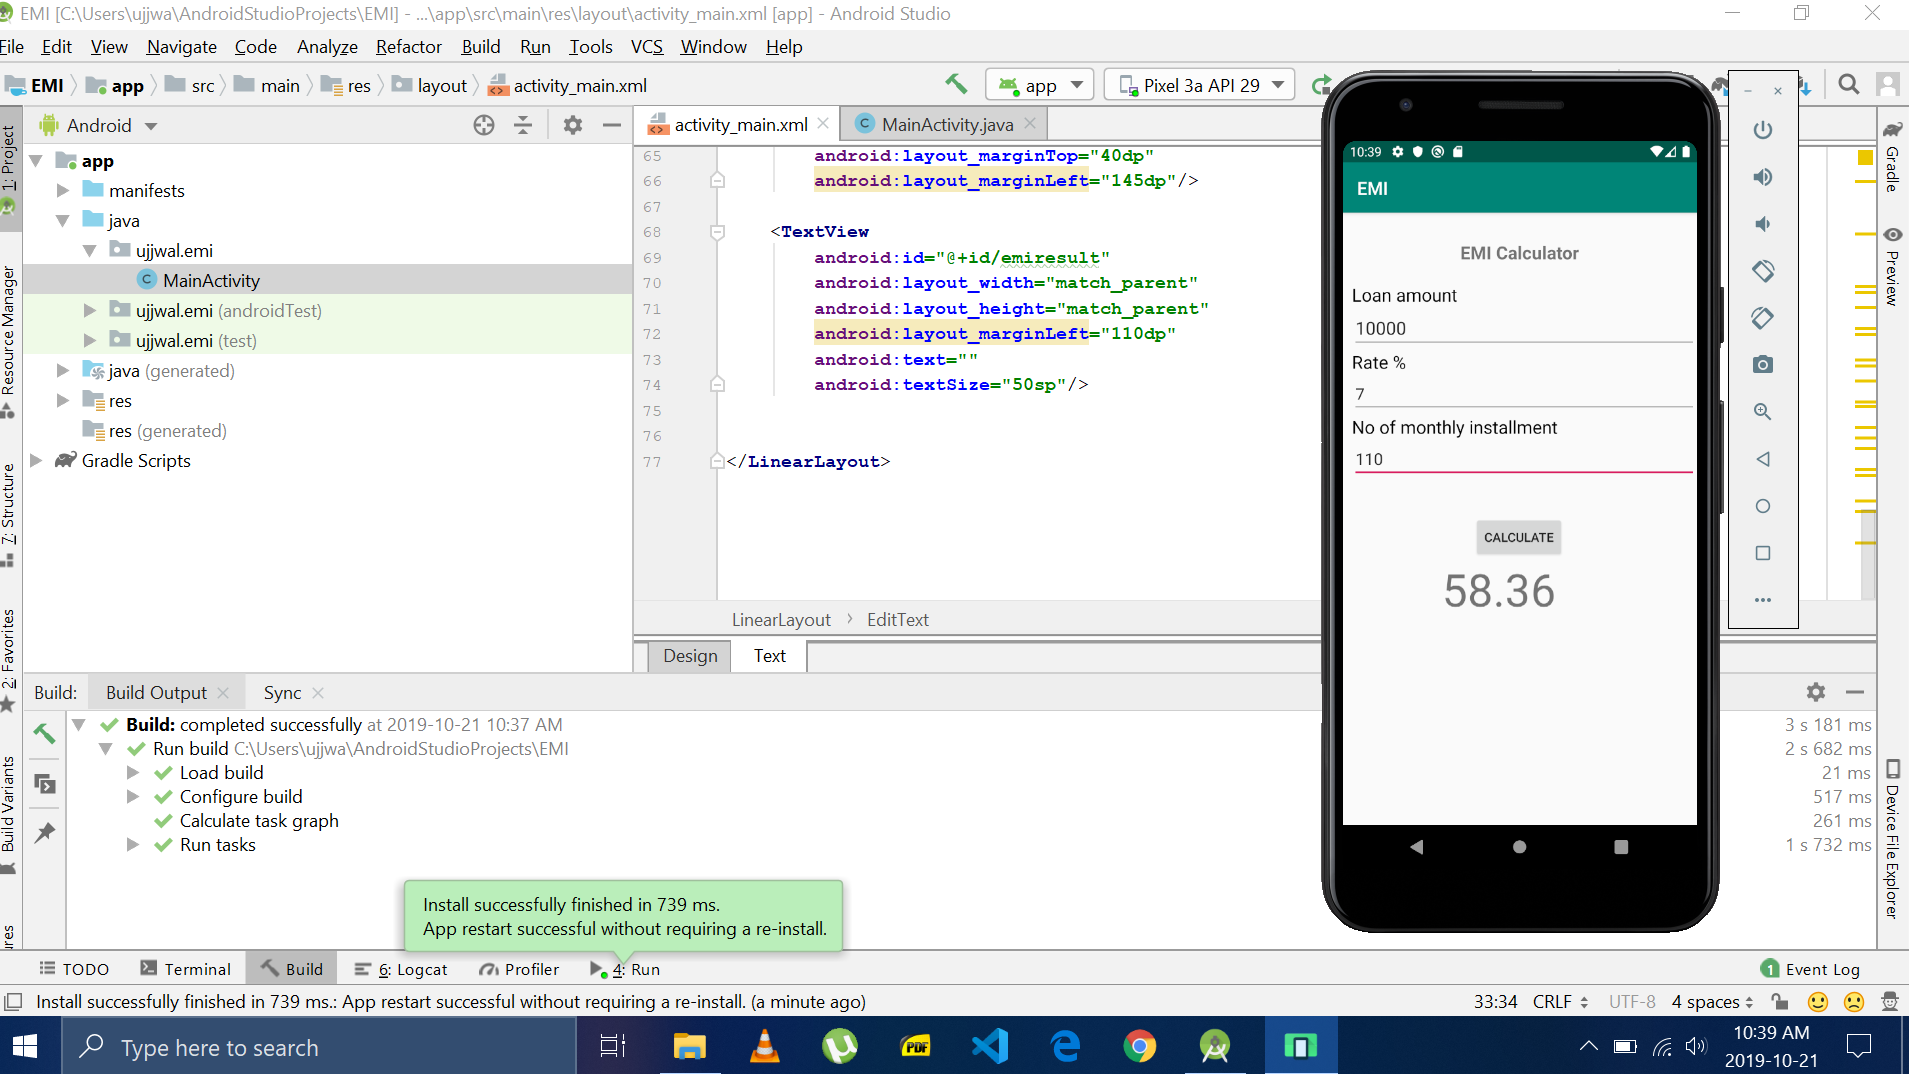 EMI [C:\Users\ujjwa\AndroidStudioProjects\EMI] - ...\app\src\main\res\layout\activity_main.xml [app] - Android Studio
File Edit View Navigate Code Analyze Refactor Build Run Tools VCS Window Help
EMI app src main res layout activity_main.xml app Pixel 3a API 29
1: Project
Resource Manager
7: Structure
2: Favorites
Build Variants
Android
app
manifests
java
ujjwal.emi
MainActivity
ujjwal.emi (androidTest)
ujjwal.emi (test)
java (generated)
res
res (generated)
Gradle Scripts
activity_main.xml MainActivity.java
65 android:layout_marginTop="40dp"
66 android:layout_marginLeft="145dp"/>
67
68 <TextView
69 android:id="@+id/emiresult"
70 android:layout_width="match_parent"
71 android:layout_height="match_parent"
72 android:layout_marginLeft="110dp"
73 android:text=""
74 android:textSize="50sp"/>
75
76
77 </LinearLayout>
LinearLayout › EditText
Design Text
10:39
EMI
EMI Calculator
Loan amount
10000
Rate %
7
No of monthly installment
110
CALCULATE
58.36
Gradle
Preview
Device File Explorer
Build: Build Output Sync
Build: completed successfully at 2019-10-21 10:37 AM 3 s 181 ms
Run build C:\Users\ujjwa\AndroidStudioProjects\EMI 2 s 682 ms
Load build 21 ms
Configure build 517 ms
Calculate task graph 261 ms
Run tasks 1 s 732 ms
Install successfully finished in 739 ms.
App restart successful without requiring a re-install.
TODO Terminal Build 6: Logcat Profiler 4: Run 1 Event Log
Install successfully finished in 739 ms.: App restart successful without requiring a re-install. (a minute ago) 33:34 CRLF UTF-8 4 spaces
Type here to search
PDF
10:39 AM
2019-10-21